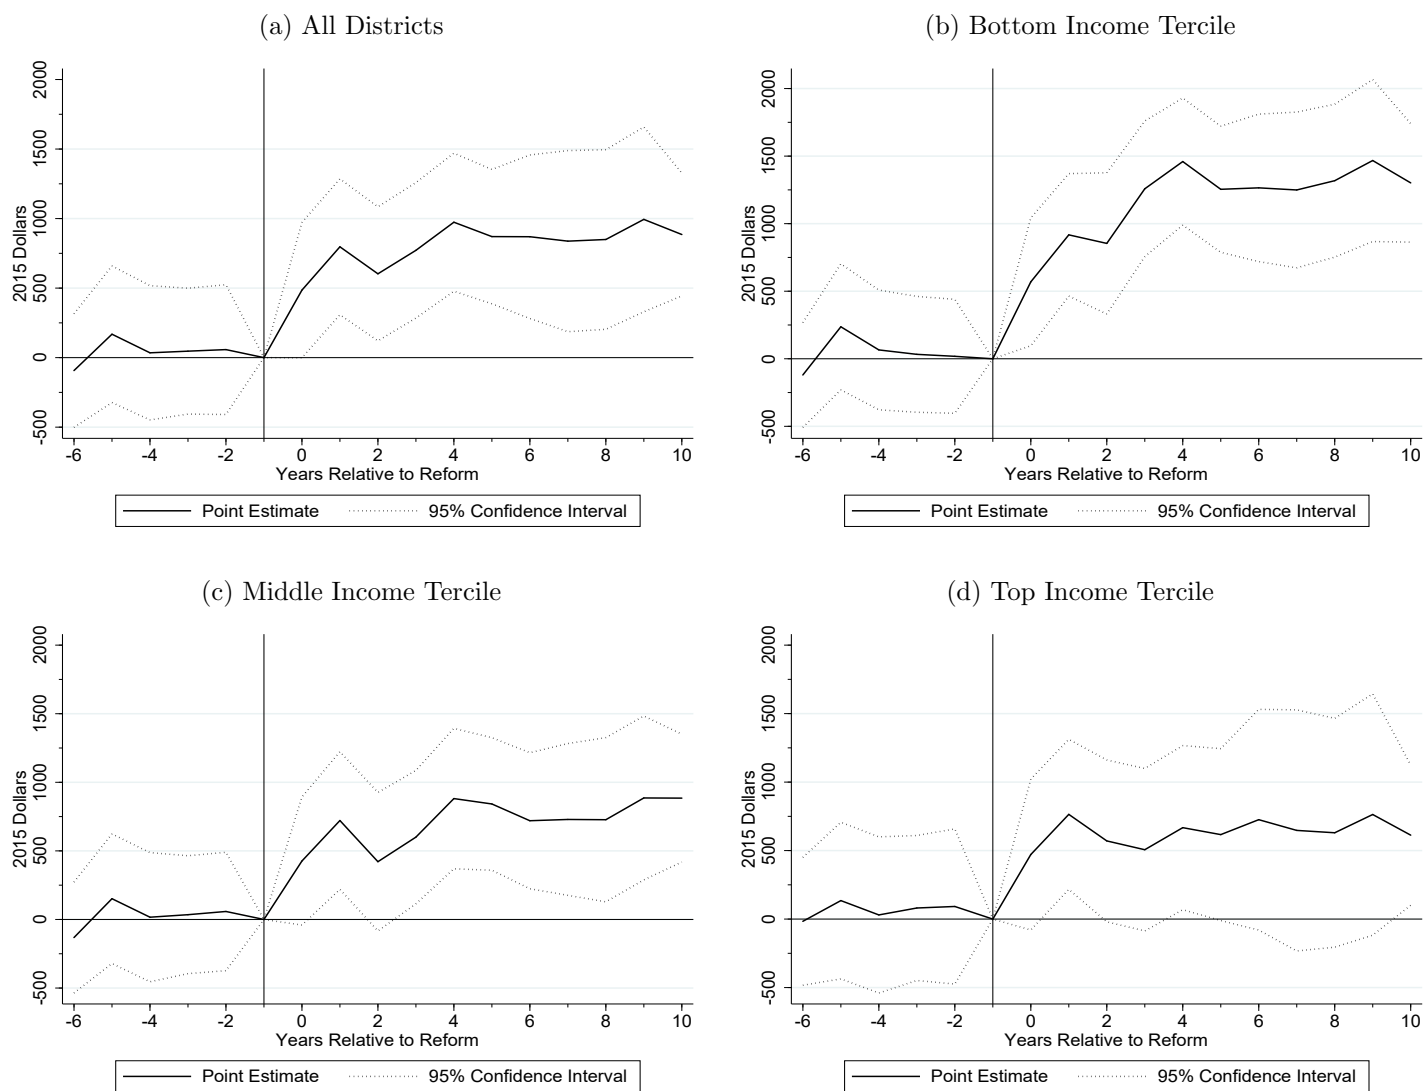 (a) All Districts
2015 Dollars
2000
1500
1000
500
0
-500
-6 -4 -2 0 2 4 6 8 10
Years Relative to Reform
Point Estimate 95% Confidence Interval
(b) Bottom Income Tercile
2015 Dollars
2000
1500
1000
500
0
-500
-6 -4 -2 0 2 4 6 8 10
Years Relative to Reform
Point Estimate 95% Confidence Interval
(c) Middle Income Tercile
2015 Dollars
2000
1500
1000
500
0
-500
-6 -4 -2 0 2 4 6 8 10
Years Relative to Reform
Point Estimate 95% Confidence Interval
(d) Top Income Tercile
2015 Dollars
2000
1500
1000
500
0
-500
-6 -4 -2 0 2 4 6 8 10
Years Relative to Reform
Point Estimate 95% Confidence Interval